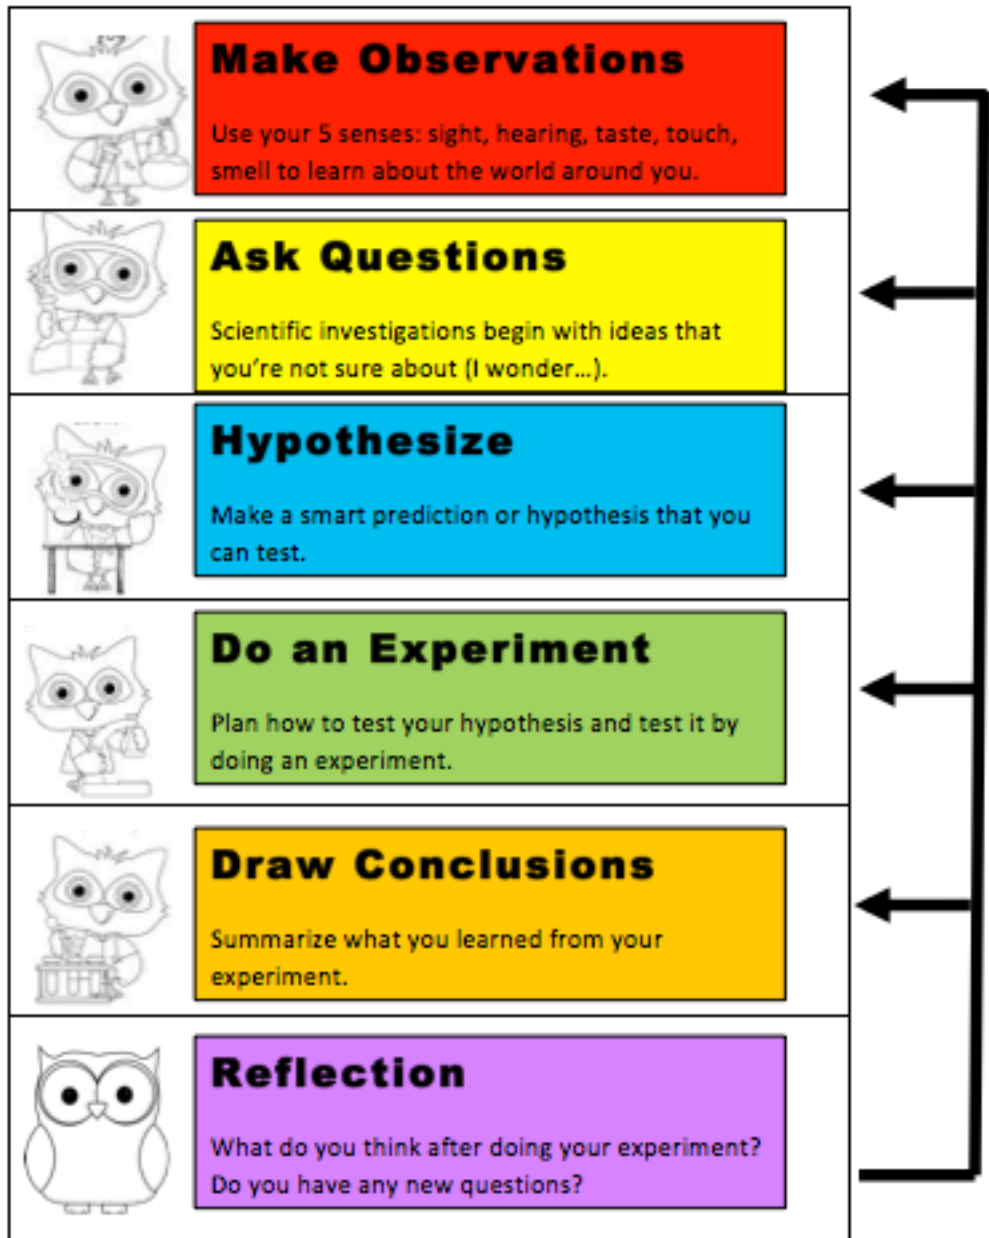 Make Observations
Use your 5 senses: sight, hearing, taste, touch,
smell to learn about the world around you.
Ask Questions
Scientific investigations begin with ideas that
you're not sure about (I wonder...).
Hypothesize
Make a smart prediction or hypothesis that you
can test.
Do an Experiment
Plan how to test your hypothesis and test it by
doing an experiment.
Draw Conclusions
Summarize what you learned from your
experiment.
Reflection
What do you think after doing your experiment?
Do you have any new questions?